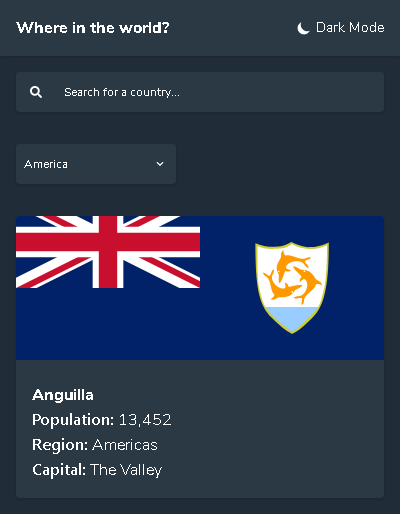 Where in the world?
Dark Mode
Search for a country...
America
Anguilla
Population: 13,452
Region: Americas
Capital: The Valley